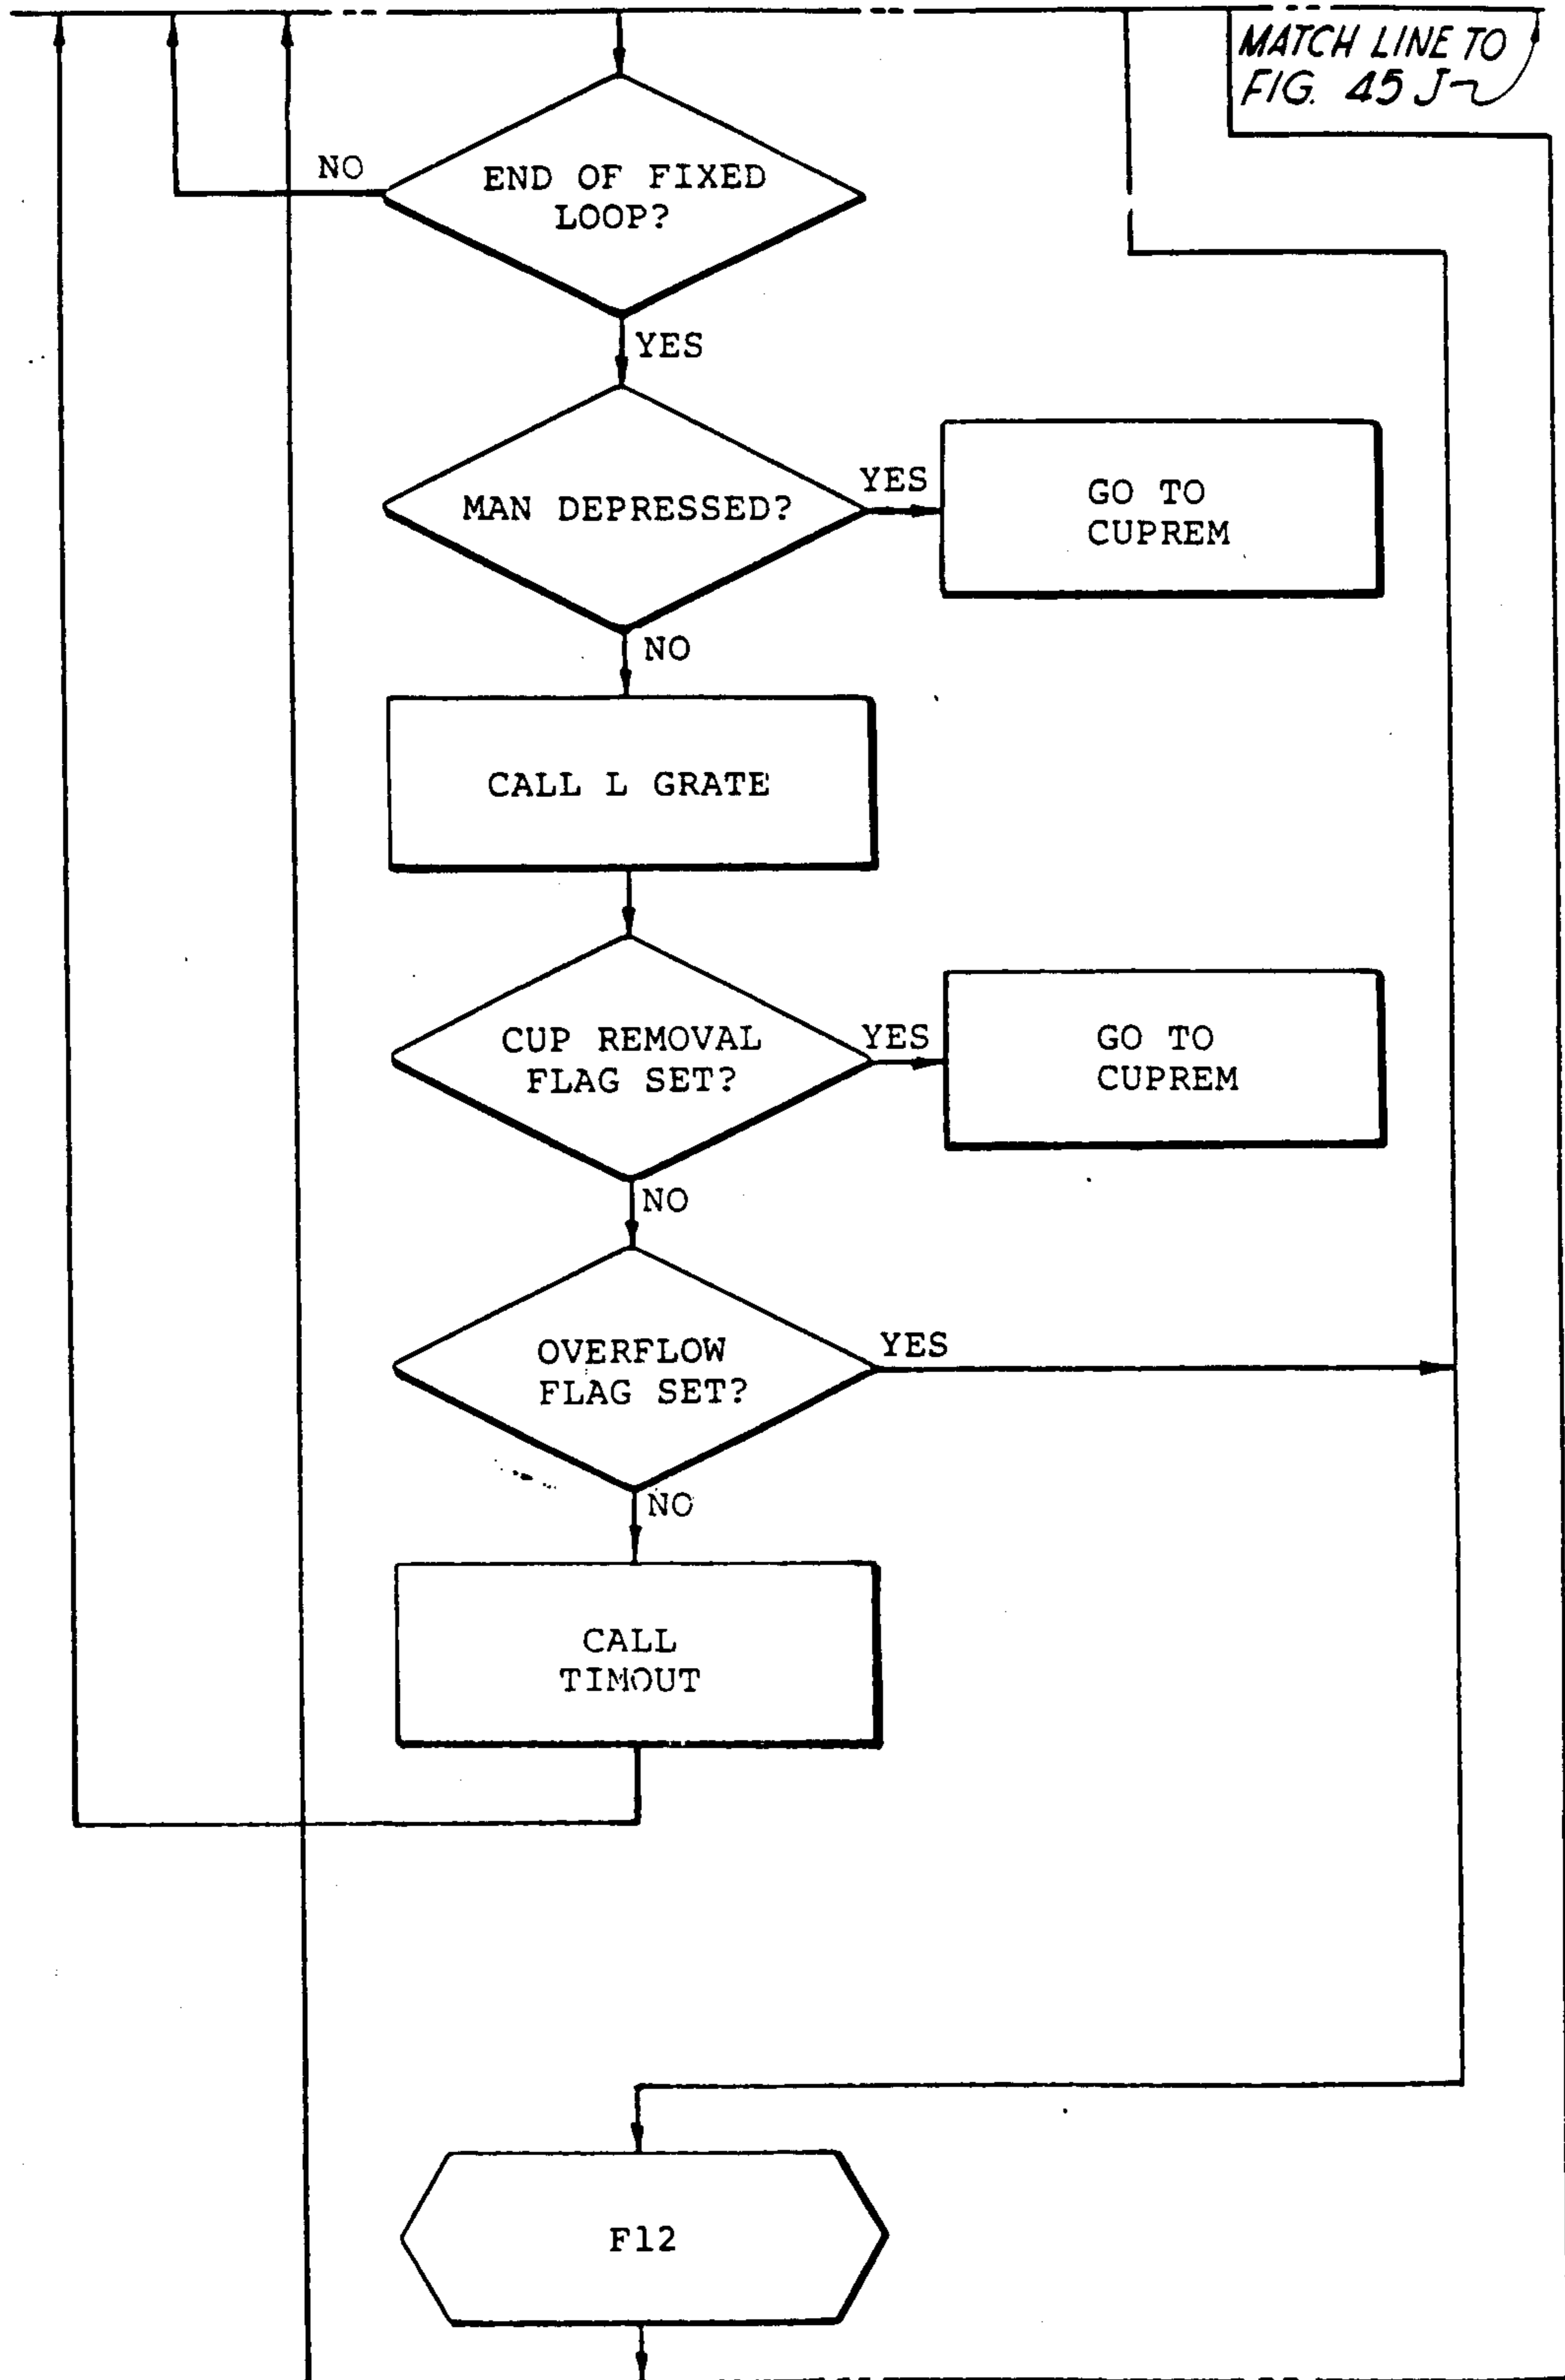 MATCH LINE TO
FIG. 45 J
NO
END OF FIXED
LOOP?
YES
MAN DEPRESSED?
YES
GO TO
CUPREM
NO
CALL L GRATE
CUP REMOVAL
FLAG SET?
YES
GO TO
CUPREM
NO
OVERFLOW
FLAG SET?
YES
NO
CALL
TIMOUT
F12